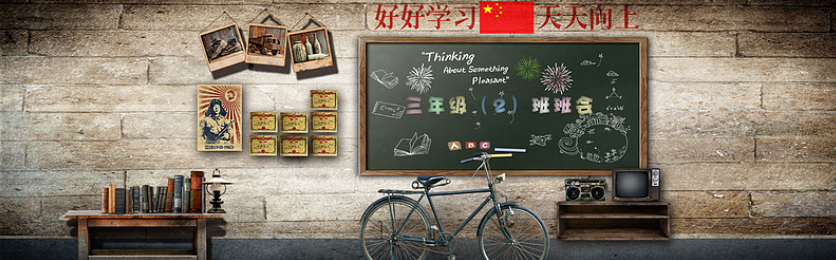 好好学习 天天向上
"Thinking
About Something
Pleasant"
三年级（2）班班会
A B C